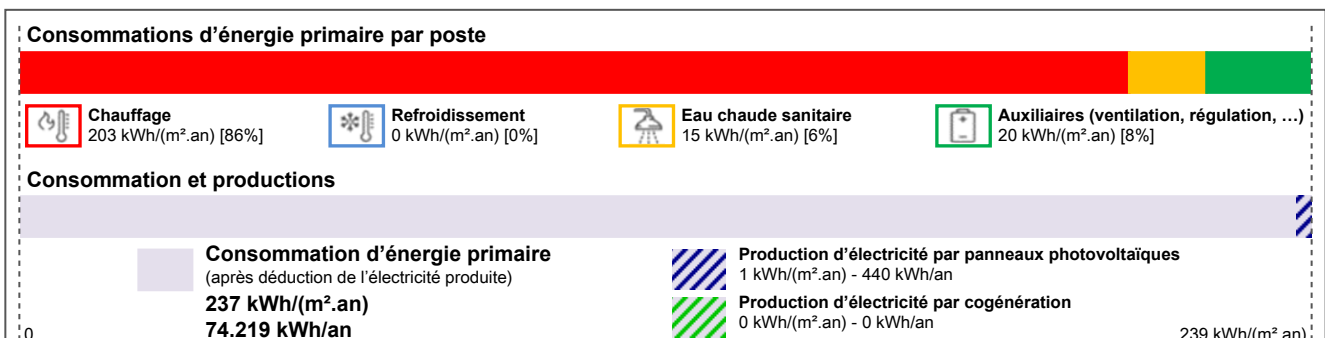 Consommations d'énergie primaire par poste
Chauffage
203 kWh/(m².an) [86%]
Refroidissement
0 kWh/(m².an) [0%]
Eau chaude sanitaire
15 kWh/(m².an) [6%]
Auxiliaires (ventilation, régulation, …)
20 kWh/(m².an) [8%]
Consommation et productions
Consommation d'énergie primaire
(après déduction de l'électricité produite)
237 kWh/(m².an)
74.219 kWh/an
Production d'électricité par panneaux photovoltaïques
1 kWh/(m².an) - 440 kWh/an
Production d'électricité par cogénération
0 kWh/(m².an) - 0 kWh/an
0
239 kWh/(m².an)